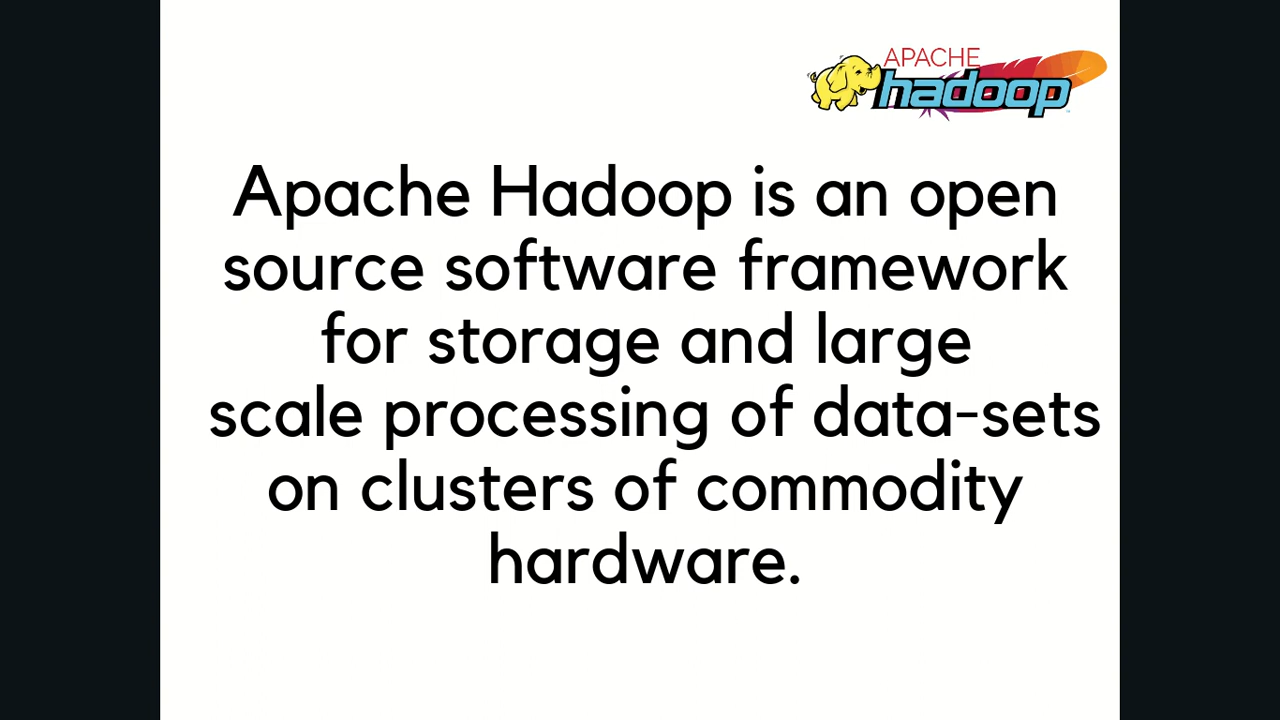 APACHE
hadoop
Apache Hadoop is an open
source software framework
for storage and large
scale processing of data-sets
on clusters of commodity
hardware.